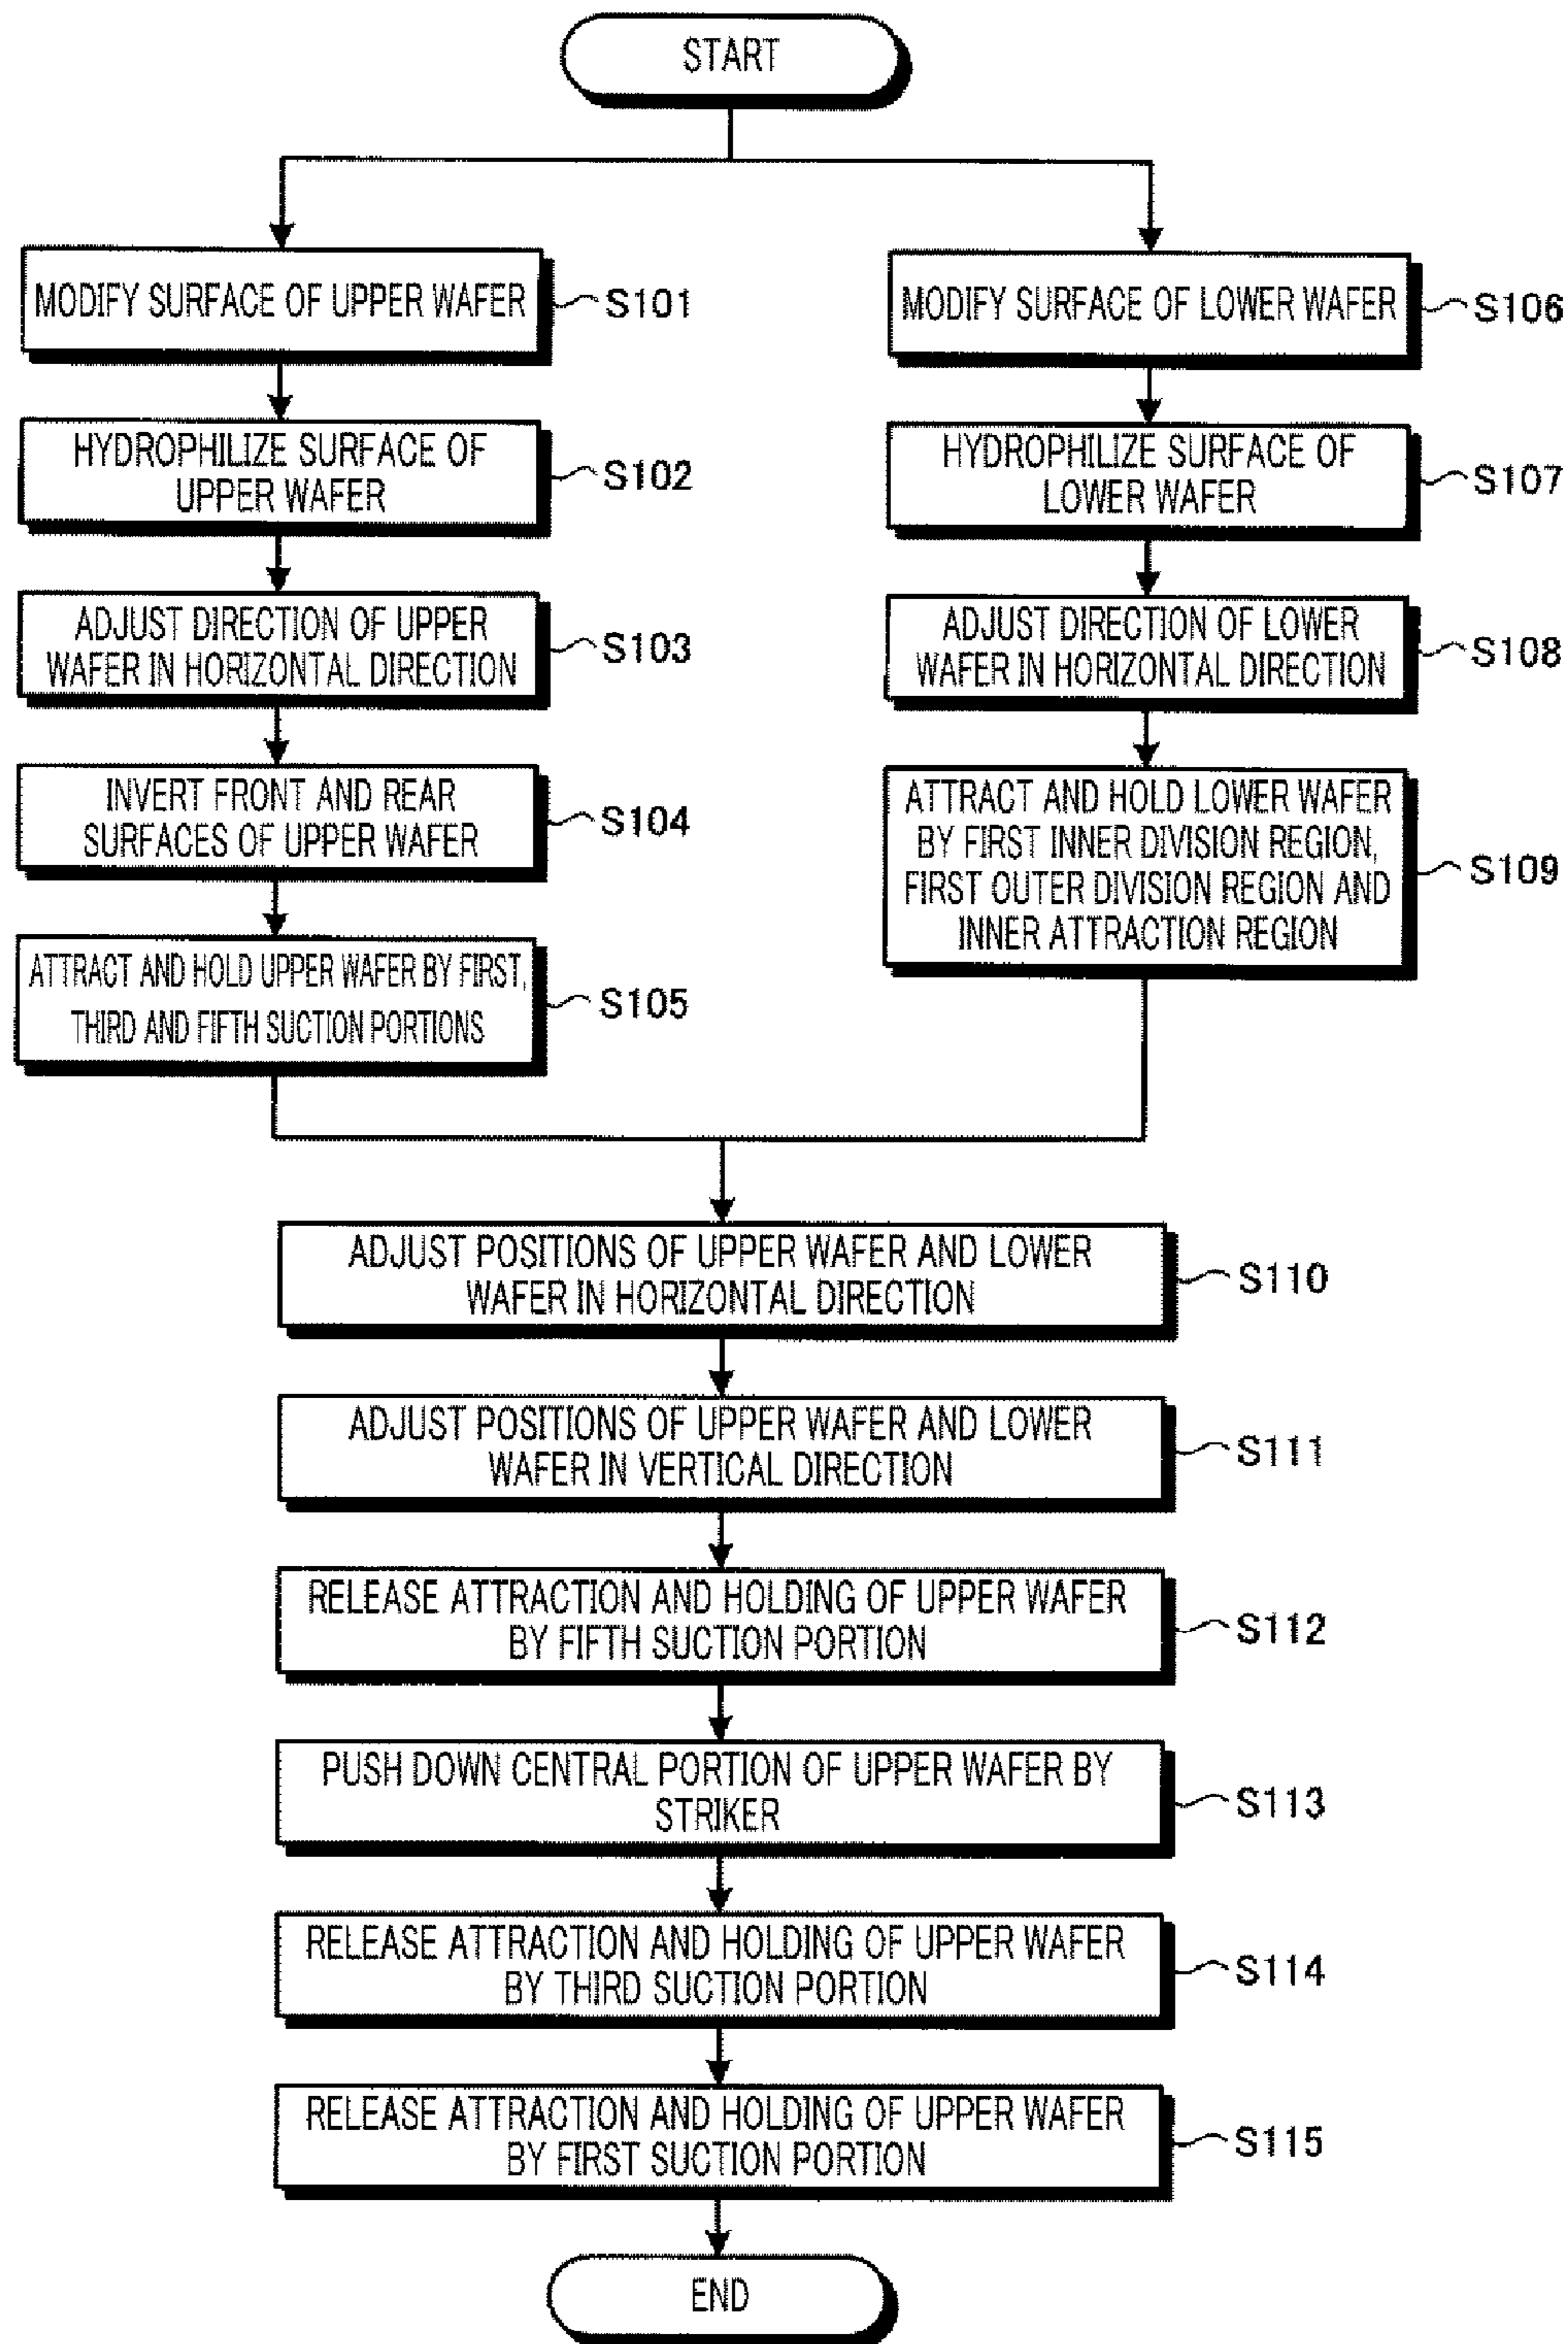 START
MODIFY SURFACE OF UPPER WAFER
S101
HYDROPHILIZE SURFACE OF
UPPER WAFER
S102
ADJUST DIRECTION OF UPPER
WAFER IN HORIZONTAL DIRECTION
S103
INVERT FRONT AND REAR
SURFACES OF UPPER WAFER
S104
ATTRACT AND HOLD UPPER WAFER BY FIRST,
THIRD AND FIFTH SUCTION PORTIONS
S105
MODIFY SURFACE OF LOWER WAFER
S106
HYDROPHILIZE SURFACE OF
LOWER WAFER
S107
ADJUST DIRECTION OF LOWER
WAFER IN HORIZONTAL DIRECTION
S108
ATTRACT AND HOLD LOWER WAFER
BY FIRST INNER DIVISION REGION,
FIRST OUTER DIVISION REGION AND
INNER ATTRACTION REGION
S109
ADJUST POSITIONS OF UPPER WAFER AND LOWER
WAFER IN HORIZONTAL DIRECTION
S110
ADJUST POSITIONS OF UPPER WAFER AND LOWER
WAFER IN VERTICAL DIRECTION
S111
RELEASE ATTRACTION AND HOLDING OF UPPER WAFER
BY FIFTH SUCTION PORTION
S112
PUSH DOWN CENTRAL PORTION OF UPPER WAFER BY
STRIKER
S113
RELEASE ATTRACTION AND HOLDING OF UPPER WAFER
BY THIRD SUCTION PORTION
S114
RELEASE ATTRACTION AND HOLDING OF UPPER WAFER
BY FIRST SUCTION PORTION
S115
END